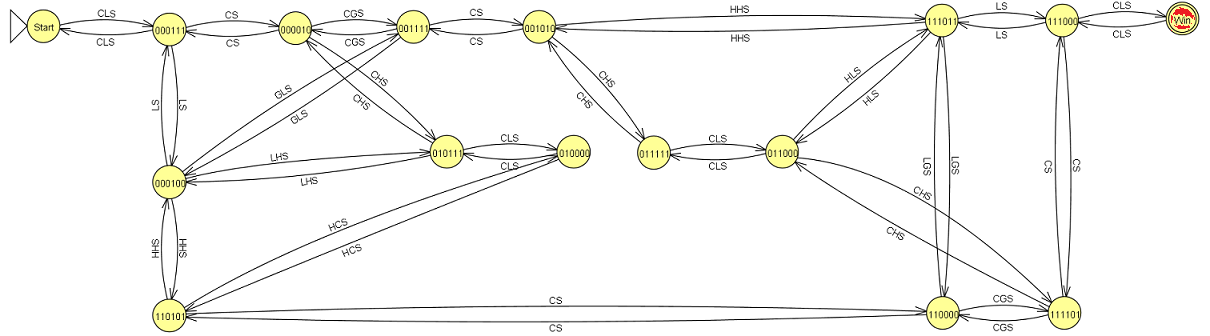 CLS CS CGS CS HHS LS CLS
Start 000111 000010 001111 001010 111011 111000 Win
CLS CS CGS CS HHS LS CLS
GLS GLS CHS CHS CHS CHS HLS HLS
LS LS
CLS CLS
010111 010000 011111 011000
CLS CLS
LHS LHS
LGS LGS CS CS
000100
CHS CHS
HCS HCS
HHS HHS
CS CGS
110101 110000 111101
CS CGS